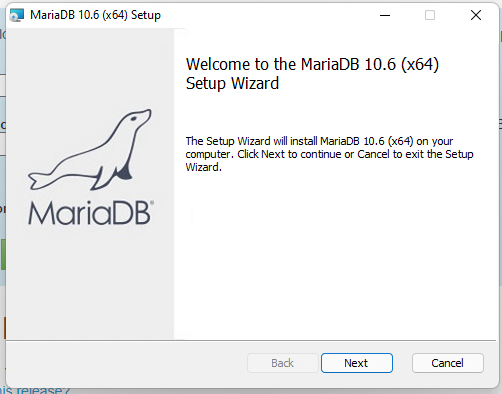 MariaDB 10.6 (x64) Setup
Welcome to the MariaDB 10.6 (x64)
Setup Wizard
The Setup Wizard will install MariaDB 10.6 (x64) on your
computer. Click Next to continue or Cancel to exit the Setup
Wizard.
MariaDB
Back
Next
Cancel
this release?